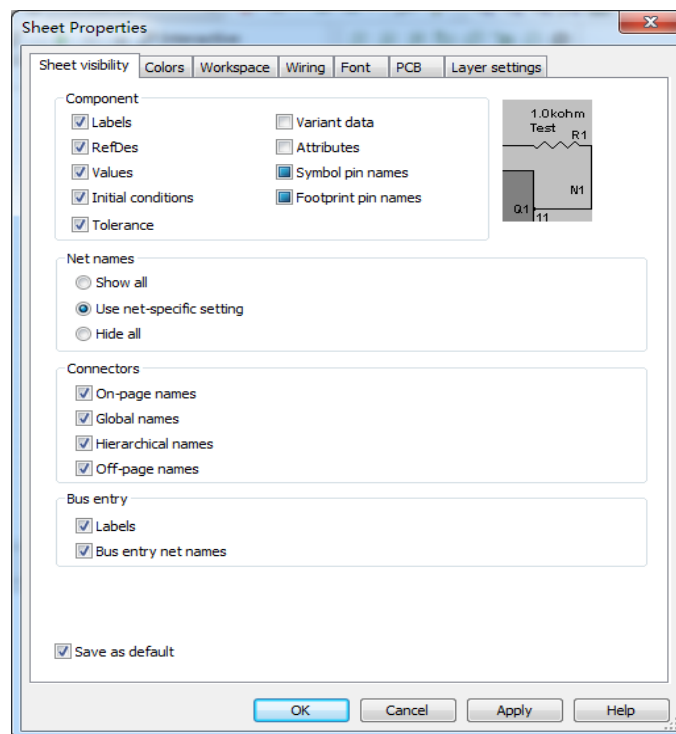 Sheet Properties
Sheet visibility Colors Workspace Wiring Font PCB Layer settings
Component
Labels
RefDes
Values
Initial conditions
Tolerance
Variant data
Attributes
Symbol pin names
Footprint pin names
1.0kohm
Test
R1
N1
Q1
11
Net names
Show all
Use net-specific setting
Hide all
Connectors
On-page names
Global names
Hierarchical names
Off-page names
Bus entry
Labels
Bus entry net names
Save as default
OK Cancel Apply Help